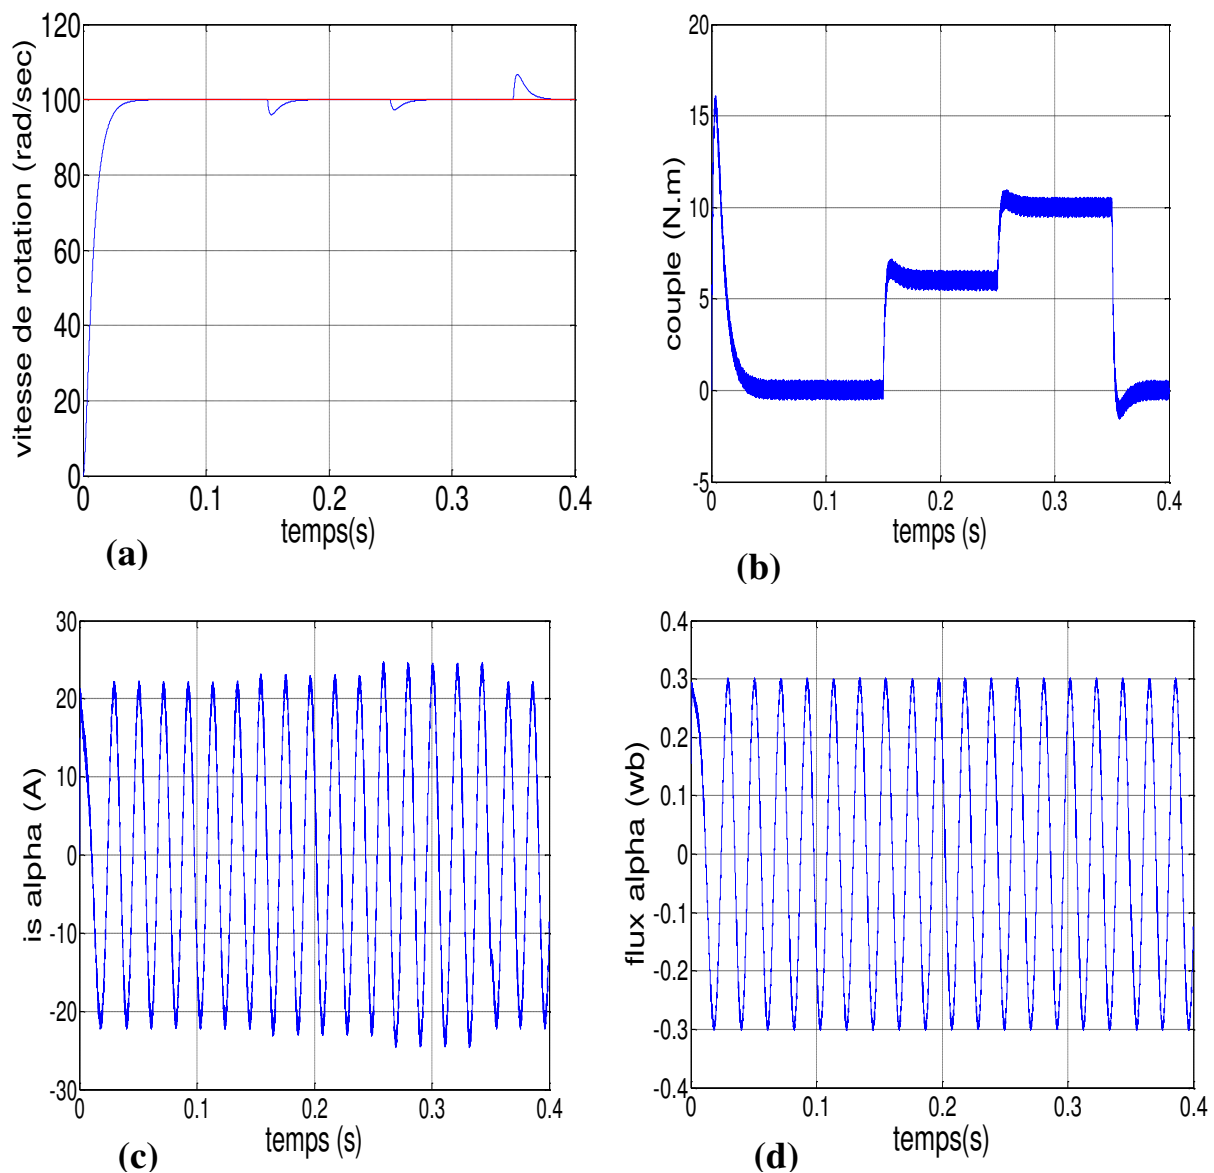 120
100
80
60
40
20
0
vitesse de rotation (rad/sec)
0 0.1 0.2 0.3 0.4
temps(s)
(a)
20
15
10
5
0
-5
couple (N.m)
0 0.1 0.2 0.3 0.4
temps (s)
(b)
30
20
10
0
-10
-20
-30
is alpha (A)
0 0.1 0.2 0.3 0.4
temps (s)
(c)
0.4
0.3
0.2
0.1
0
-0.1
-0.2
-0.3
-0.4
flux alpha (wb)
0 0.1 0.2 0.3 0.4
temps(s)
(d)